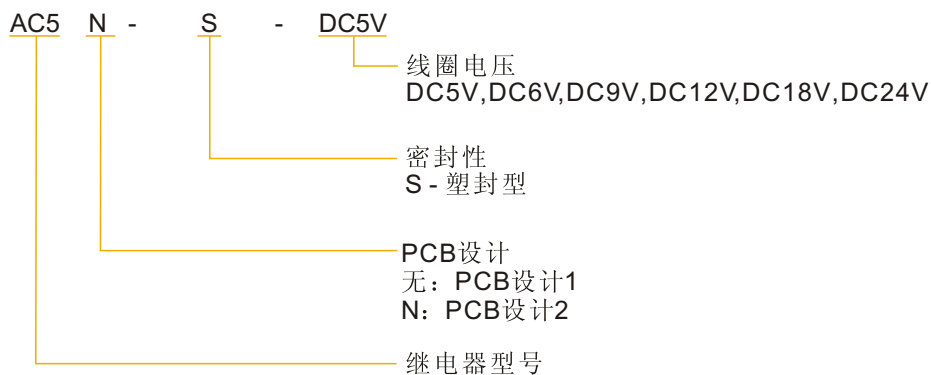 AC5 N - S - DC5V
线圈电压
DC5V,DC6V,DC9V,DC12V,DC18V,DC24V
密封性
S - 塑封型
PCB设计
无：PCB设计1
N：PCB设计2
继电器型号